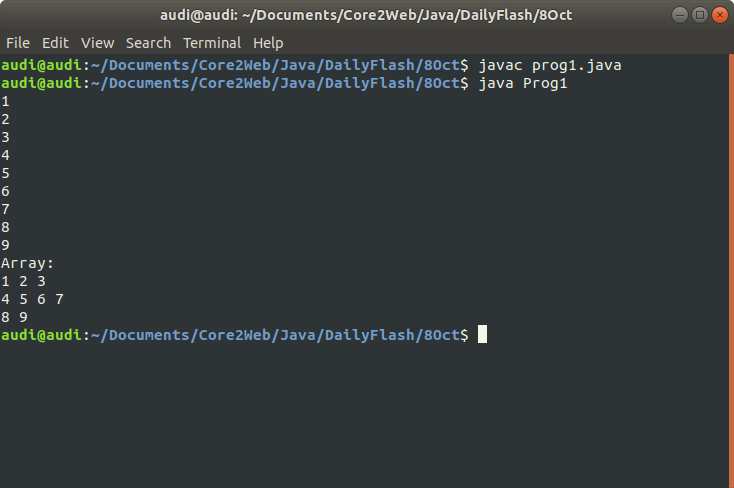 audi@audi: ~/Documents/Core2Web/Java/DailyFlash/8Oct
File Edit View Search Terminal Help
audi@audi:~/Documents/Core2Web/Java/DailyFlash/8Oct$ javac prog1.java
audi@audi:~/Documents/Core2Web/Java/DailyFlash/8Oct$ java Prog1
1
2
3
4
5
6
7
8
9
Array:
1 2 3
4 5 6 7
8 9
audi@audi:~/Documents/Core2Web/Java/DailyFlash/8Oct$